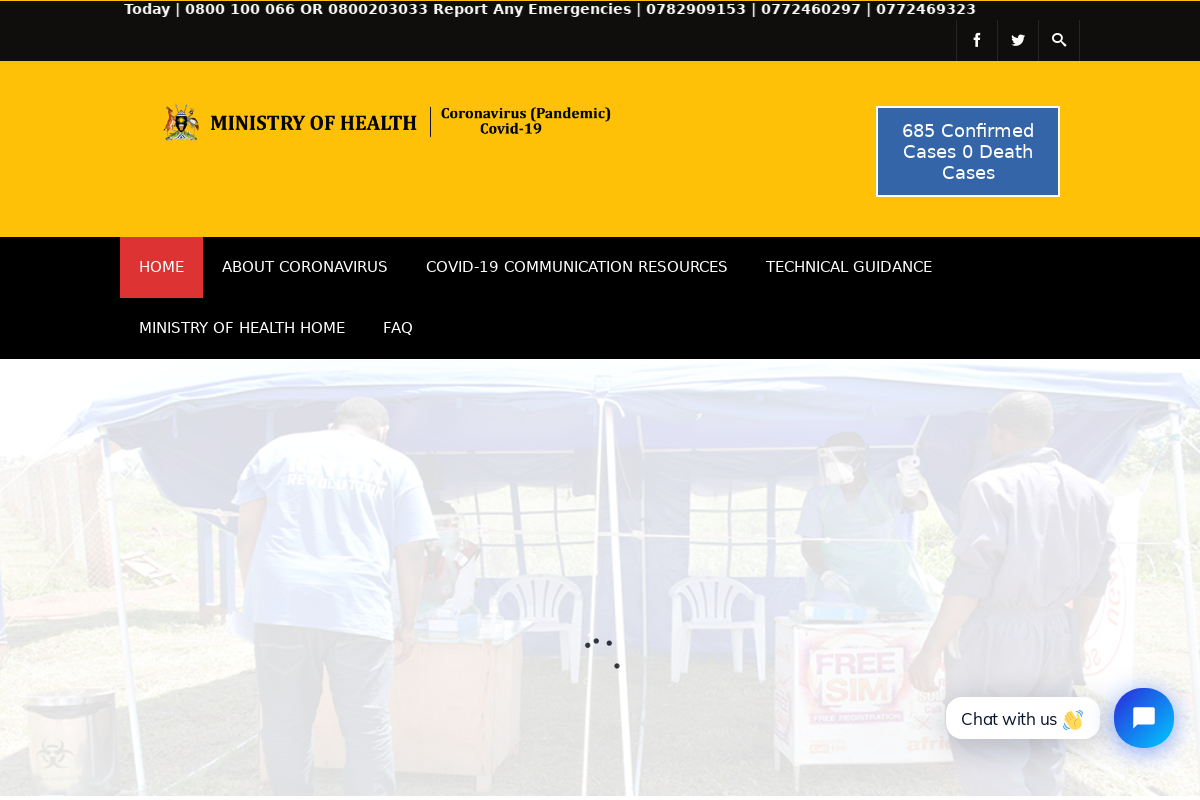 Today | 0800 100 066 OR 0800203033 Report Any Emergencies | 0782909153 | 0772460297 | 0772469323
MINISTRY OF HEALTH
Coronavirus (Pandemic)
Covid-19
685 Confirmed
Cases 0 Death
Cases
HOME
ABOUT CORONAVIRUS
COVID-19 COMMUNICATION RESOURCES
TECHNICAL GUIDANCE
MINISTRY OF HEALTH HOME
FAQ
REVOLUTION
FREE
SIM
FREE REGISTRATION
Chat with us 👋